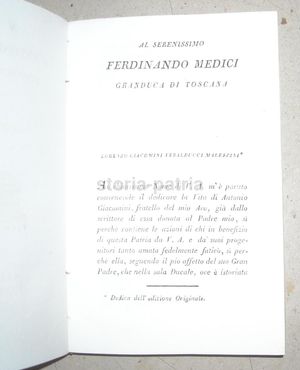 AL SERENISSIMO
FERDINANDO MEDICI
GRANDUCA DI TOSCANA
LORENZO GIACOMINI TEBALDUCCI MALESPINI*
storia-patria
Al Nome di V. A. m'è paruto
convenevole il dedicare la Vita di Antonio
Giacomini, fratello del mio Avo, già dallo
scrittore di essa donata al Padre mio, sì
perchè contiene le azioni di chi in benefizio
di questa Patria da V. A. e da' suoi proge-
nitori tanto amata fedelmente faticò, sì per-
chè ella, seguendo il pio affetto del suo Gran
Padre, che nella sala Ducale, ove è istoriata
* Dedica dell'edizione Originale.